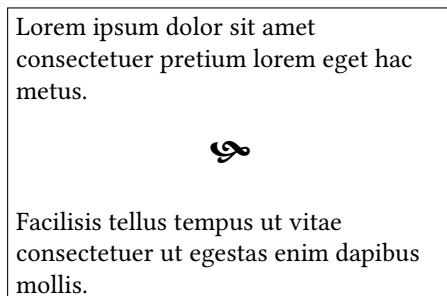 Lorem ipsum dolor sit amet
consectetuer pretium lorem eget hac
metus.
Facilisis tellus tempus ut vitae
consectetuer ut egestas enim dapibus
mollis.